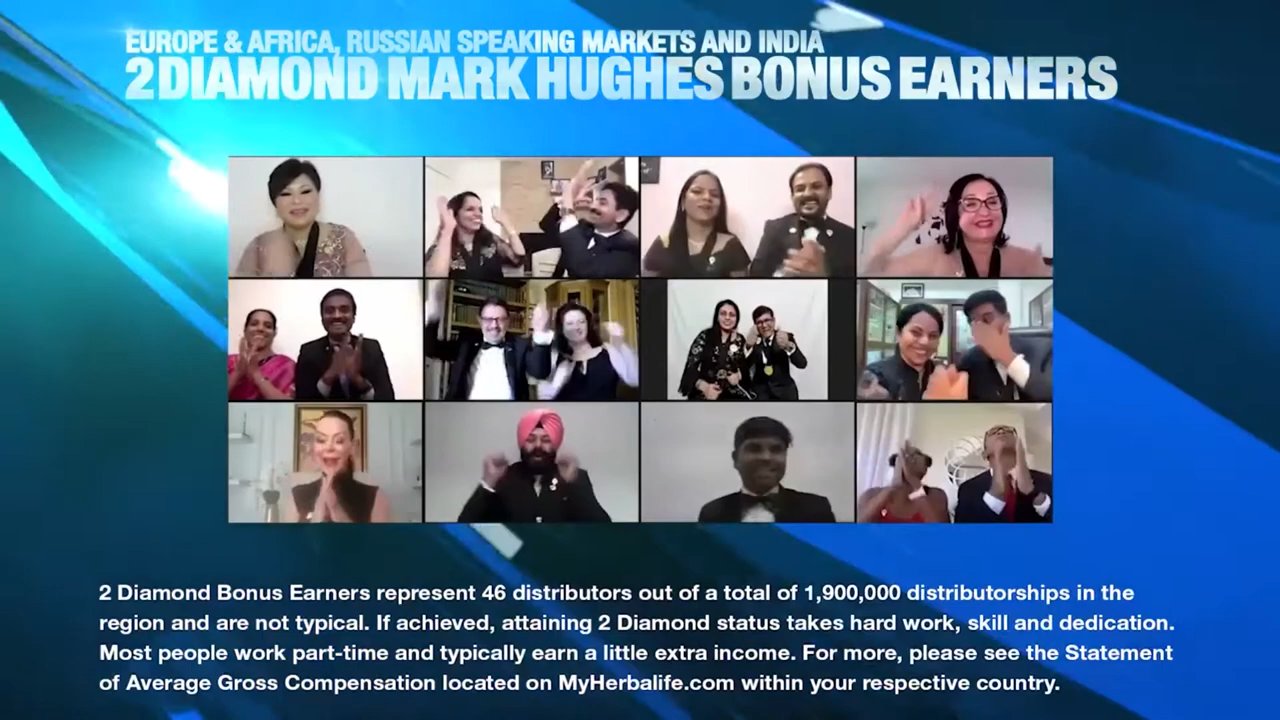 EUROPE & AFRICA, RUSSIAN SPEAKING MARKETS AND INDIA
2 DIAMOND MARK HUGHES BONUS EARNERS
2 Diamond Bonus Earners represent 46 distributors out of a total of 1,900,000 distributorships in the
region and are not typical. If achieved, attaining 2 Diamond status takes hard work, skill and dedication.
Most people work part-time and typically earn a little extra income. For more, please see the Statement
of Average Gross Compensation located on MyHerbalife.com within your respective country.